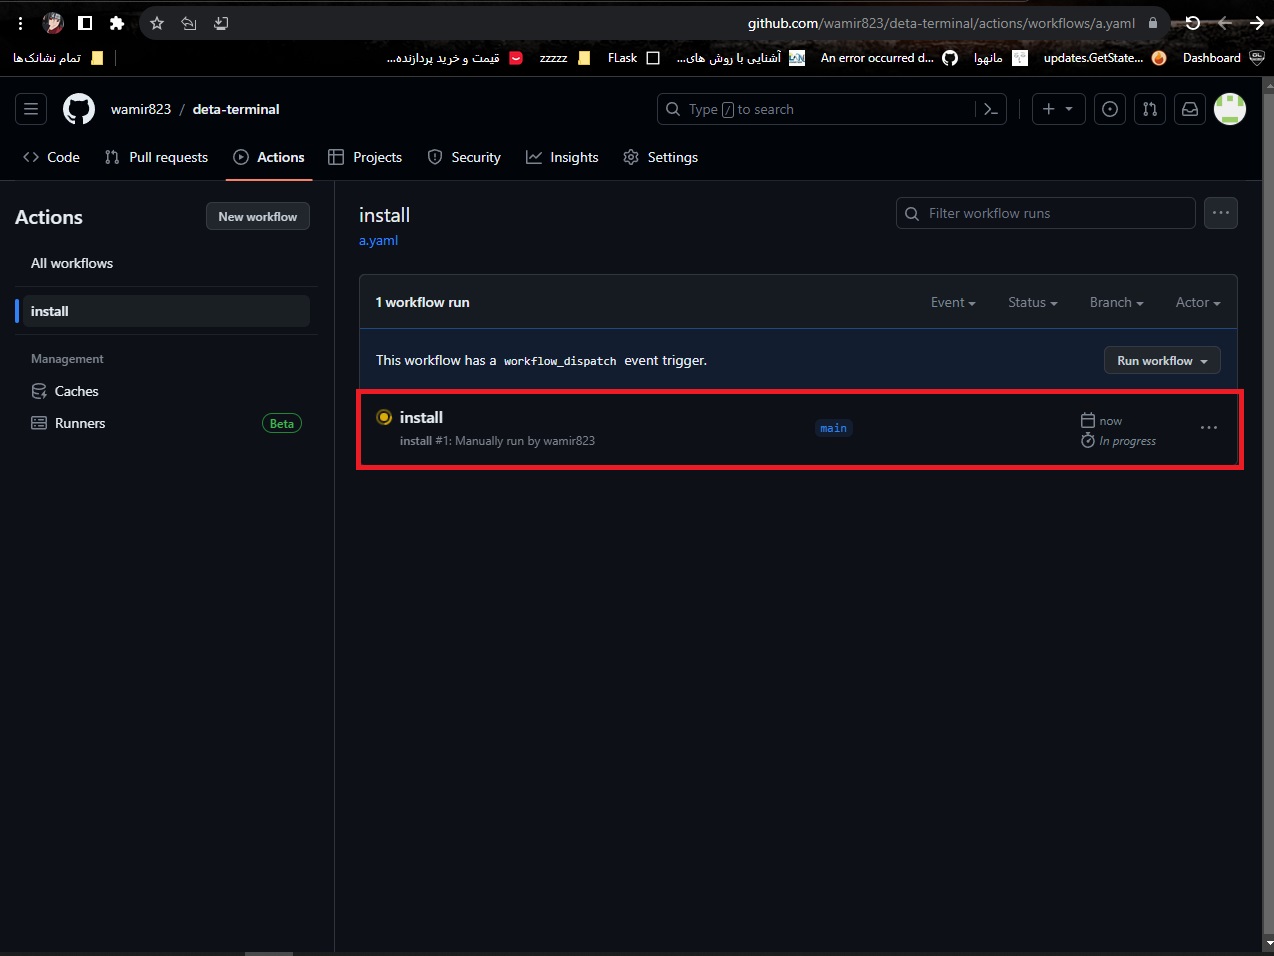 github.com/wamir823/deta-terminal/actions/workflows/a.yaml
تمام نشانک‌ها
قیمت و خرید پردازنده...
zzzzz
FLask
آشنایی با روش های...
An error occurred d...
مانهوا
updates.GetState...
Dashboard
wamir823 / deta-terminal
Type / to search
Code
Pull requests
Actions
Projects
Security
Insights
Settings
Actions
New workflow
All workflows
install
Management
Caches
Runners
Beta
install
a.yaml
Filter workflow runs
1 workflow run
Event
Status
Branch
Actor
This workflow has a workflow_dispatch event trigger.
Run workflow
install
install #1: Manually run by wamir823
main
now
In progress